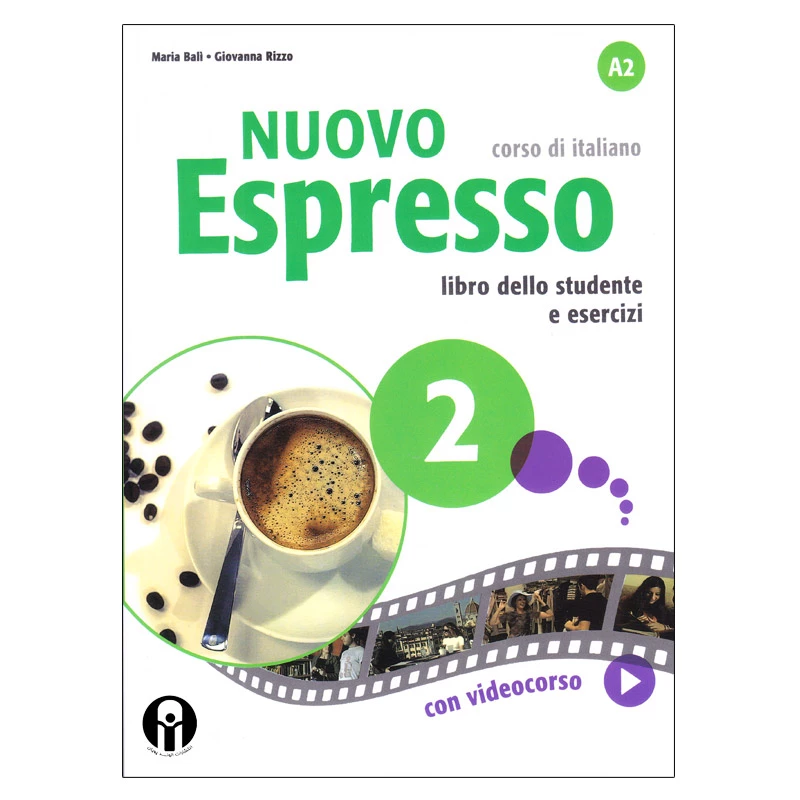 Maria Balì • Giovanna Rizzo
A2
NUOVO
corso di italiano
Espresso
libro dello studente
e esercizi
2
con videocorso